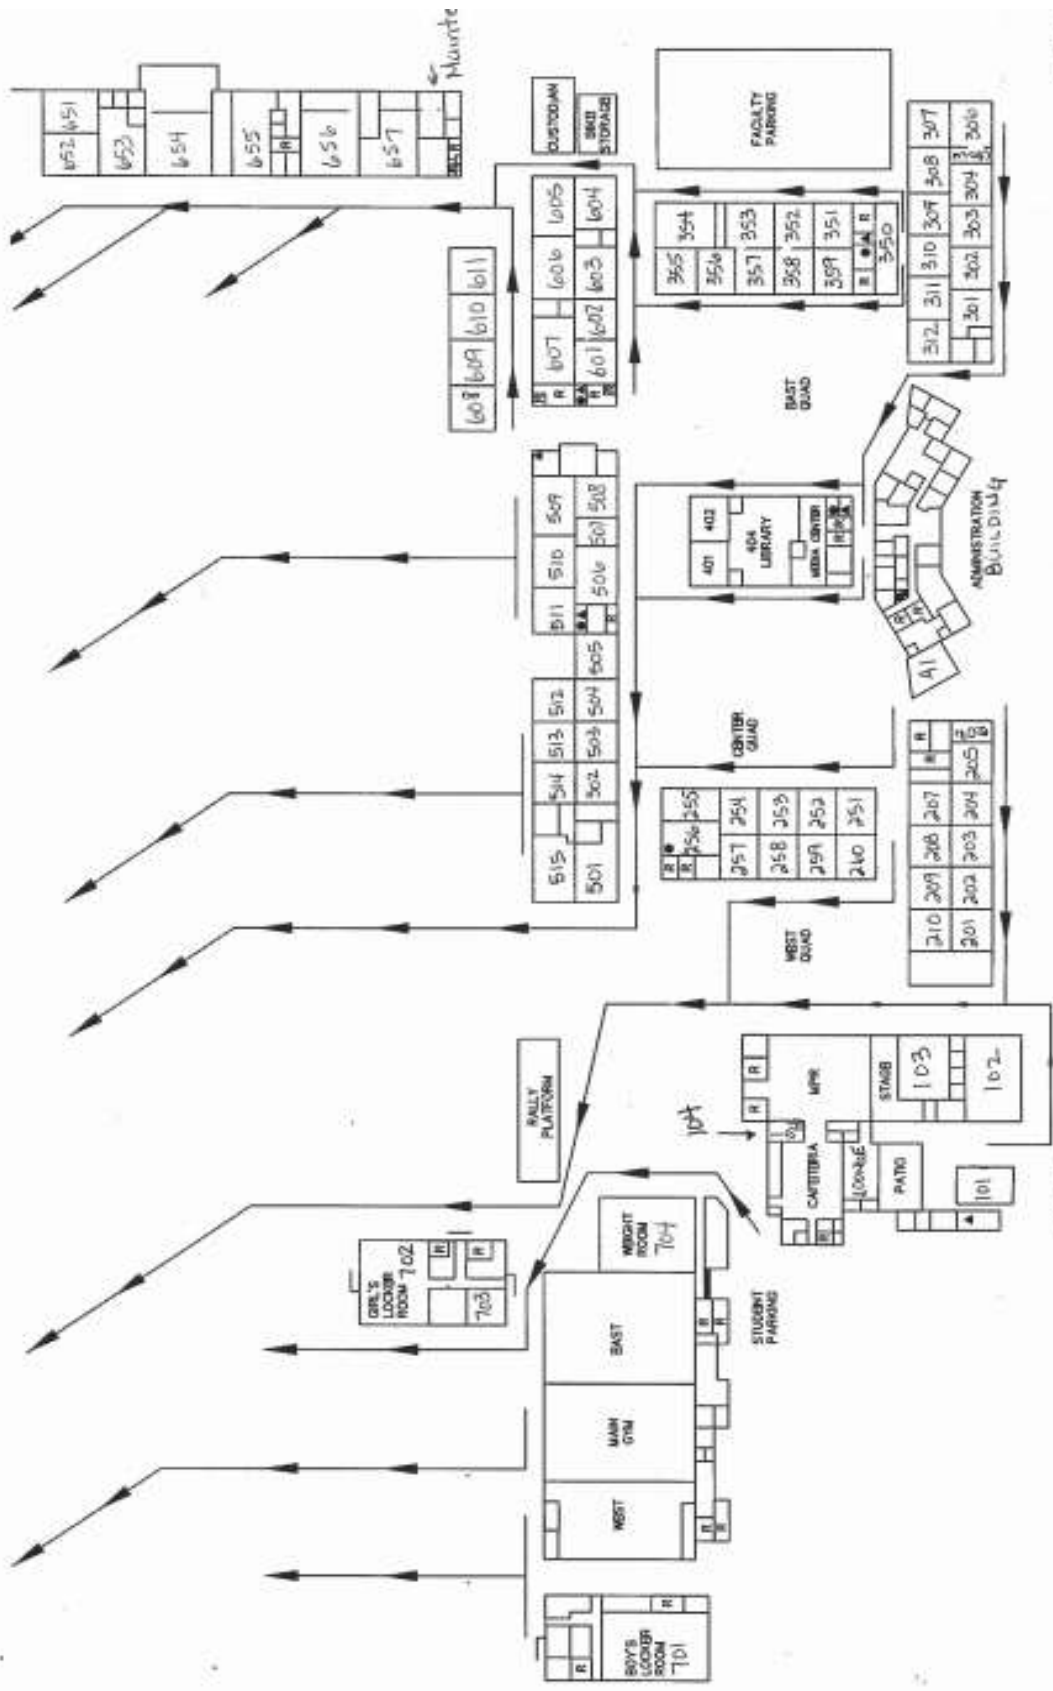 Mainte
652 651
653
654
655
R
656
657
R
CUSTODIAN
BIKE
STORAGE
FACULTY
PARKING
608 609 610 611
607 606 605
601 602 603 604
R
R
355 354
356
357 353
358 352
359 351
R R
350
312 311 310 309 308 307
301 302 303 304 306
EAST
QUAD
511 510 509
505 506 507 508
R
515 514 513 512
501 502 503 504
401 402
404
LIBRARY
MEDIA CENTER
R R
41
R R
ADMINISTRATION
BUILDING
CENTER
QUAD
R R
256 255
257 254
258 253
259 252
260 251
210 209 208 207
201 202 203 204 205
R R
WEST
QUAD
RALLY
PLATFORM
104
R R
MPR
STAGE
103
102
CAFETERIA
104
LOUNGE
PATIO
101
R
GIRL'S
LOCKER
ROOM 702
R
703
R
WEIGHT
ROOM
704
WEST
MAIN
GYM
EAST
R R
R R
STUDENT
PARKING
BOY'S
LOCKER
ROOM
701
R
R